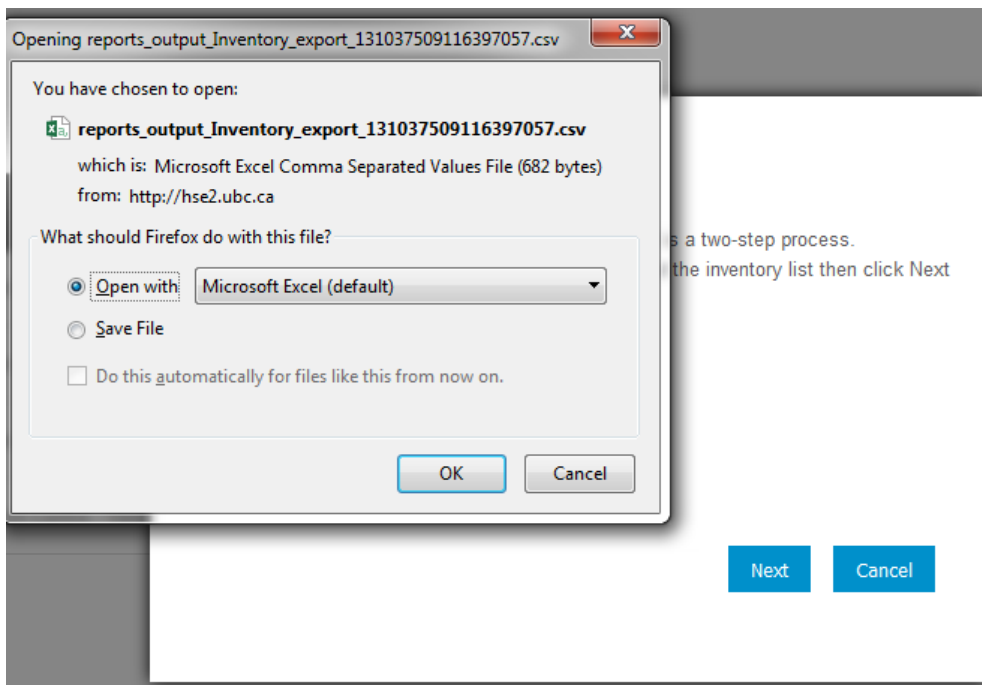 Opening reports_output_Inventory_export_131037509116397057.csv
You have chosen to open:
reports_output_Inventory_export_131037509116397057.csv
which is: Microsoft Excel Comma Separated Values File (682 bytes)
from: http://hse2.ubc.ca
What should Firefox do with this file?
Open with Microsoft Excel (default)
Save File
Do this automatically for files like this from now on.
OK Cancel
s a two-step process.
the inventory list then click Next
Next Cancel